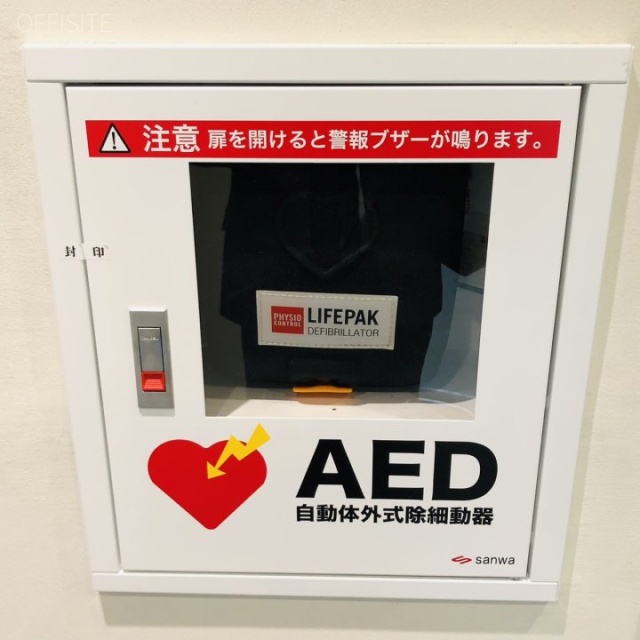 OFFISITE
注意 扉を開けると警報ブザーが鳴ります。
封印
PHYSIO
CONTROL
LIFEPAK
DEFIBRILLATOR
AED
自動体外式除細動器
sanwa